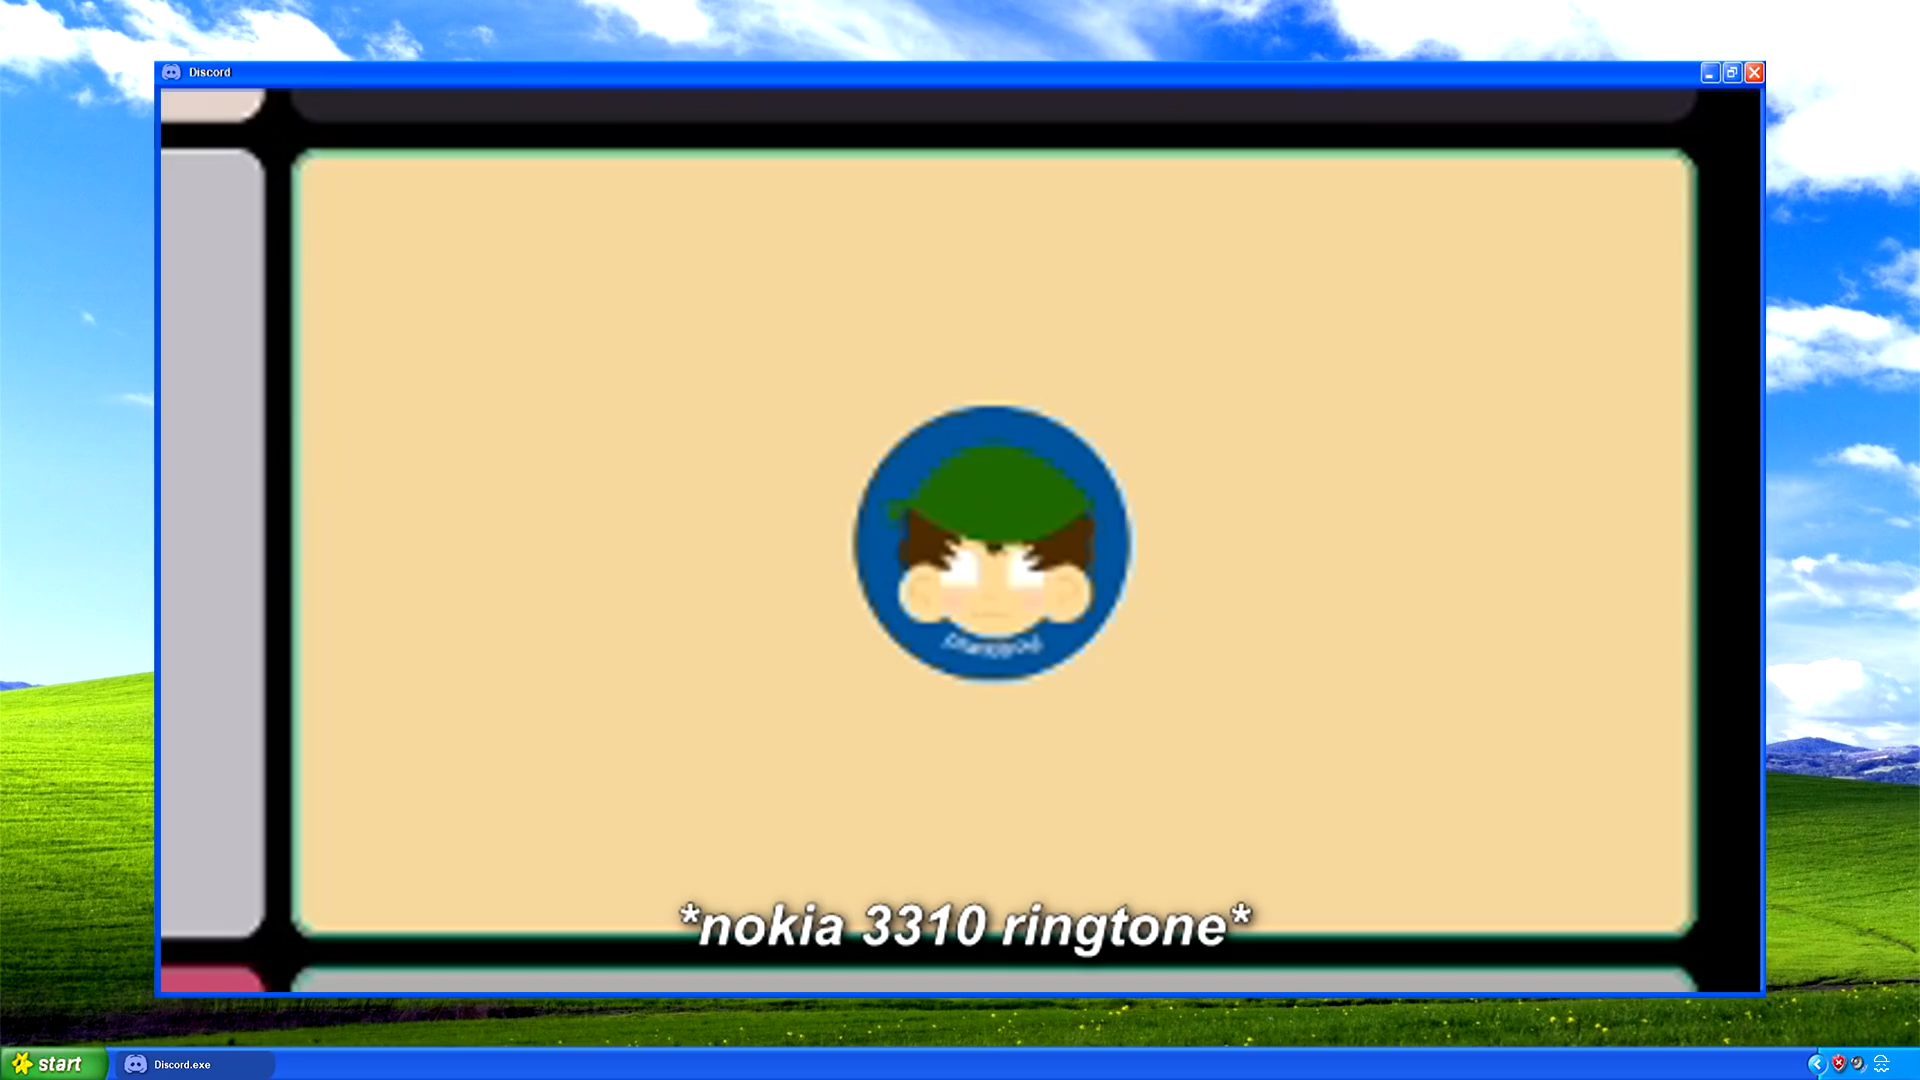 Discord
*nokia 3310 ringtone*
start
Discord.exe